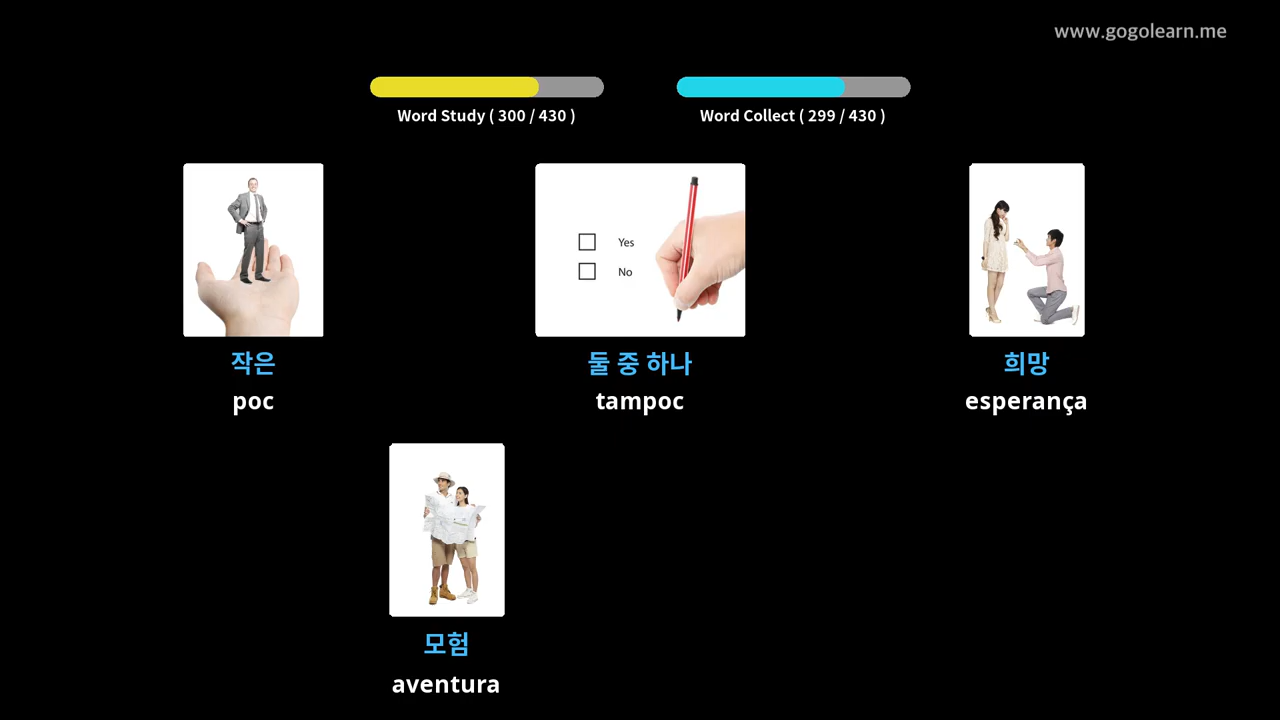 www.gogolearn.me
Word Study ( 300 / 430 )
Word Collect ( 299 / 430 )
Yes
No
작은
둘 중 하나
희망
poc
tampoc
esperança
모험
aventura